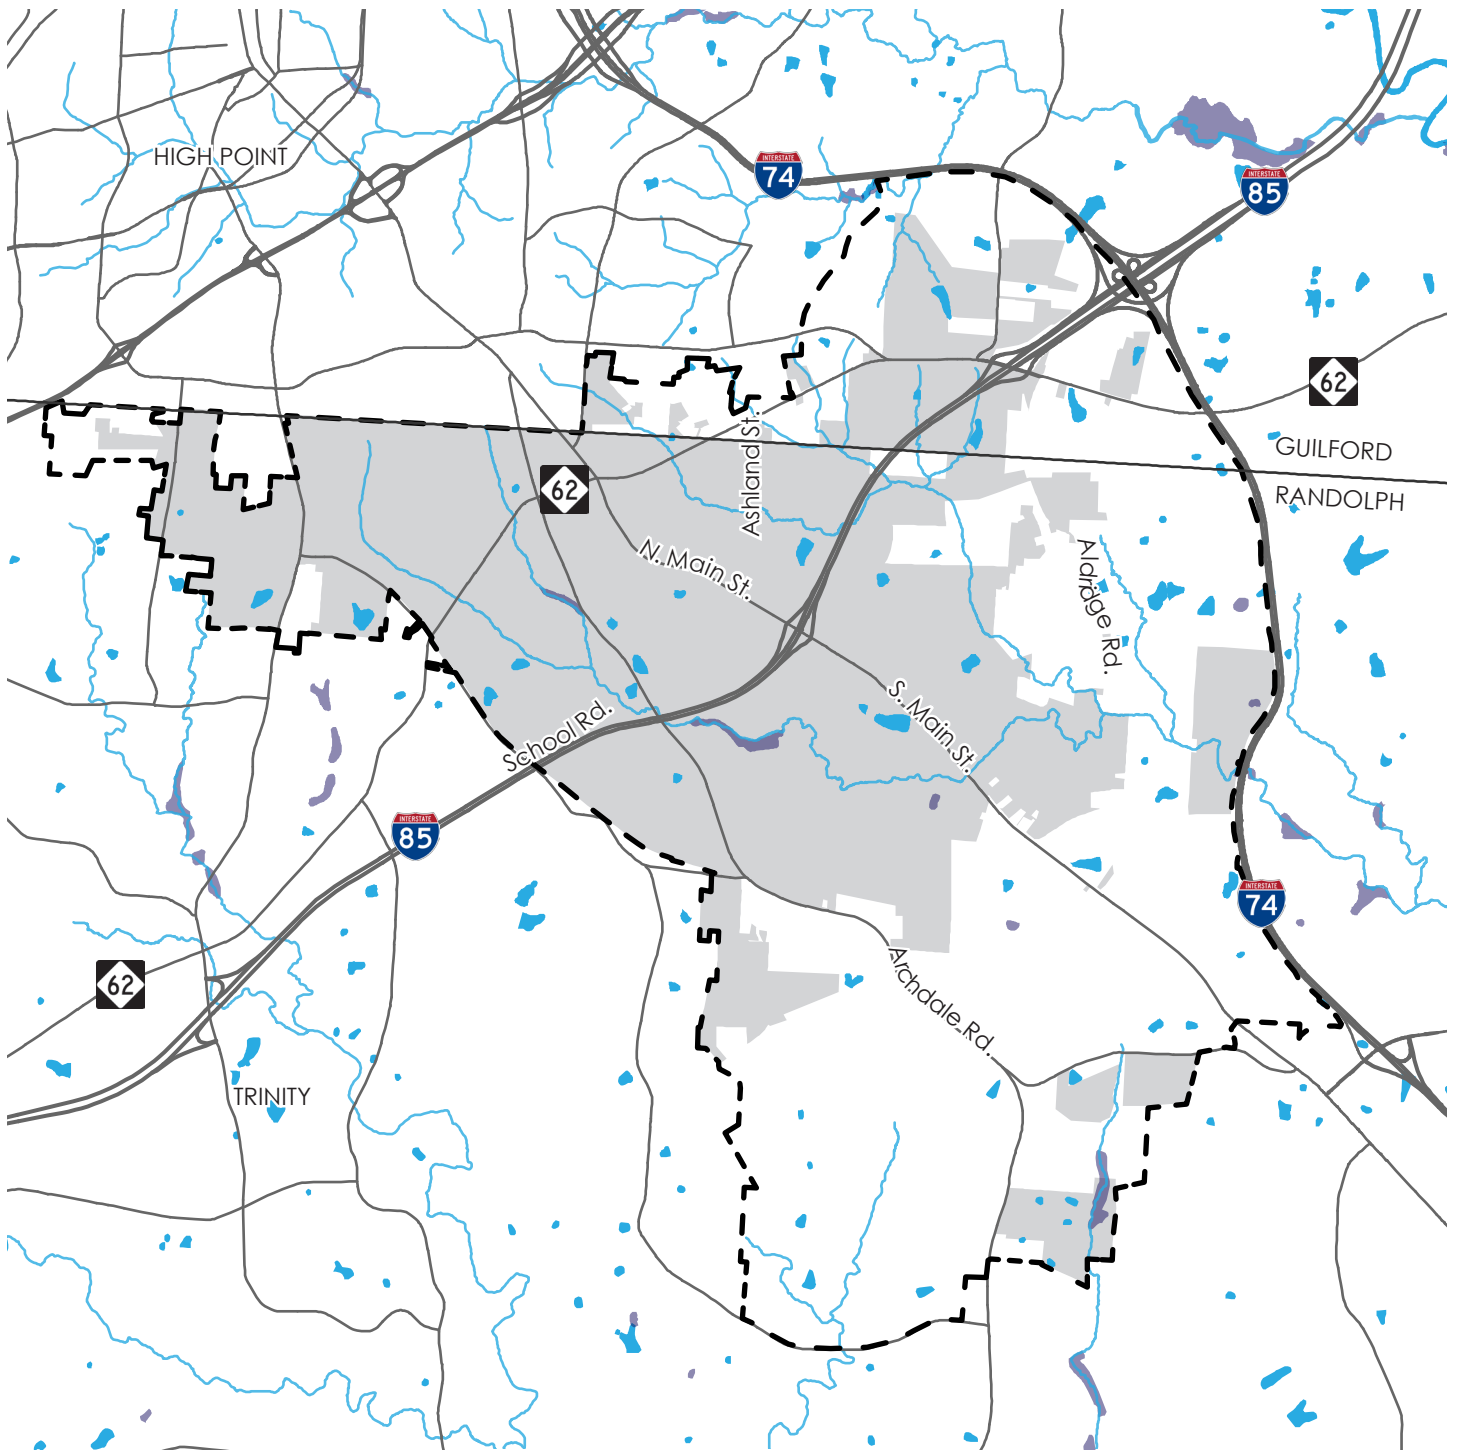 HIGH POINT
INTERSTATE
74
INTERSTATE
85
62
GUILFORD
RANDOLPH
Ashland St.
62
N. Main St.
Aldridge Rd.
S. Main St.
School Rd.
INTERSTATE
85
INTERSTATE
74
62
Archdale Rd.
TRINITY